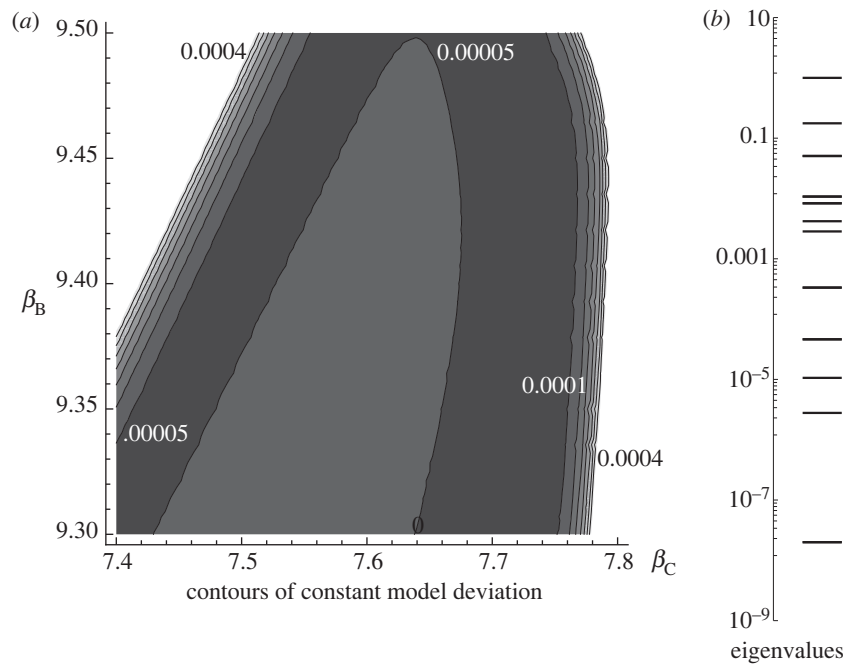 (a)
9.50
0.0004
0.00005
9.45
9.40
β_B
9.35
0.0001
.00005
0.0004
9.30
0
7.4 7.5 7.6 7.7 7.8 β_C
contours of constant model deviation
(b)
10
0.1
0.001
10⁻⁵
10⁻⁷
10⁻⁹
eigenvalues